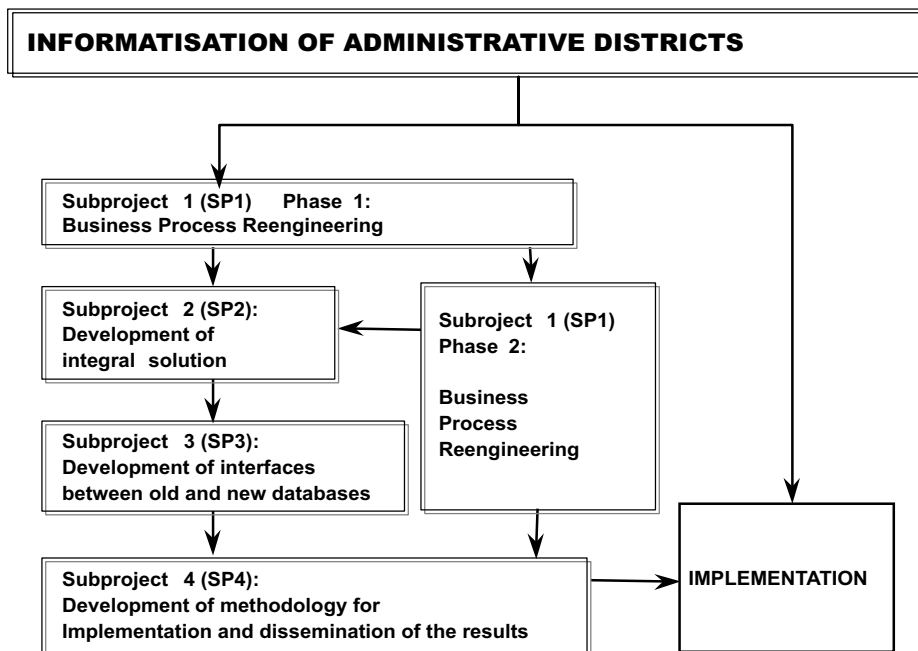 INFORMATISATION OF ADMINISTRATIVE DISTRICTS
Subproject 1 (SP1) Phase 1:
Business Process Reengineering
Subproject 2 (SP2):
Development of
integral solution
Subroject 1 (SP1)
Phase 2:
Business
Process
Reengineering
Subproject 3 (SP3):
Development of interfaces
between old and new databases
Subproject 4 (SP4):
Development of methodology for
Implementation and dissemination of the results
IMPLEMENTATION